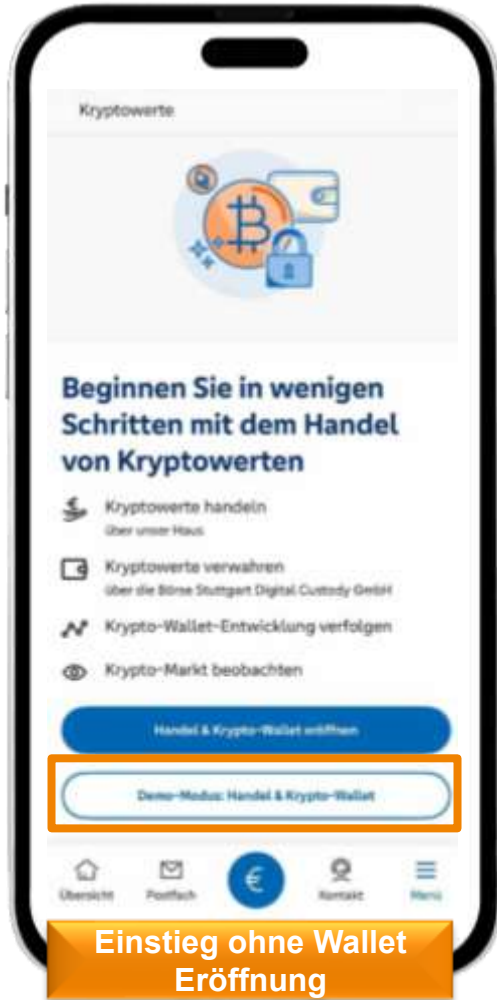 Kryptowerte
Beginnen Sie in wenigen
Schritten mit dem Handel
von Kryptowerten
Kryptowerte handeln
über unser Haus
Kryptowerte verwahren
über die Börse Stuttgart Digital Custody GmbH
Krypto-Wallet-Entwicklung verfolgen
Krypto-Markt beobachten
Handel & Krypto-Wallet eröffnen
Demo-Modus: Handel & Krypto-Wallet
Übersicht Postfach € Kontakt Menü
Einstieg ohne Wallet
Eröffnung